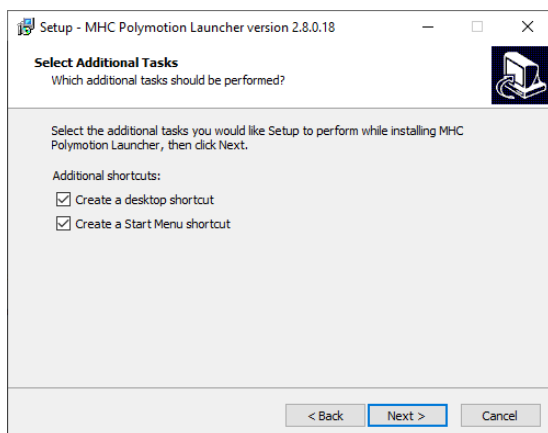 Setup - MHC Polymotion Launcher version 2.8.0.18
Select Additional Tasks
Which additional tasks should be performed?
Select the additional tasks you would like Setup to perform while installing MHC
Polymotion Launcher, then click Next.
Additional shortcuts:
Create a desktop shortcut
Create a Start Menu shortcut
< Back Next > Cancel